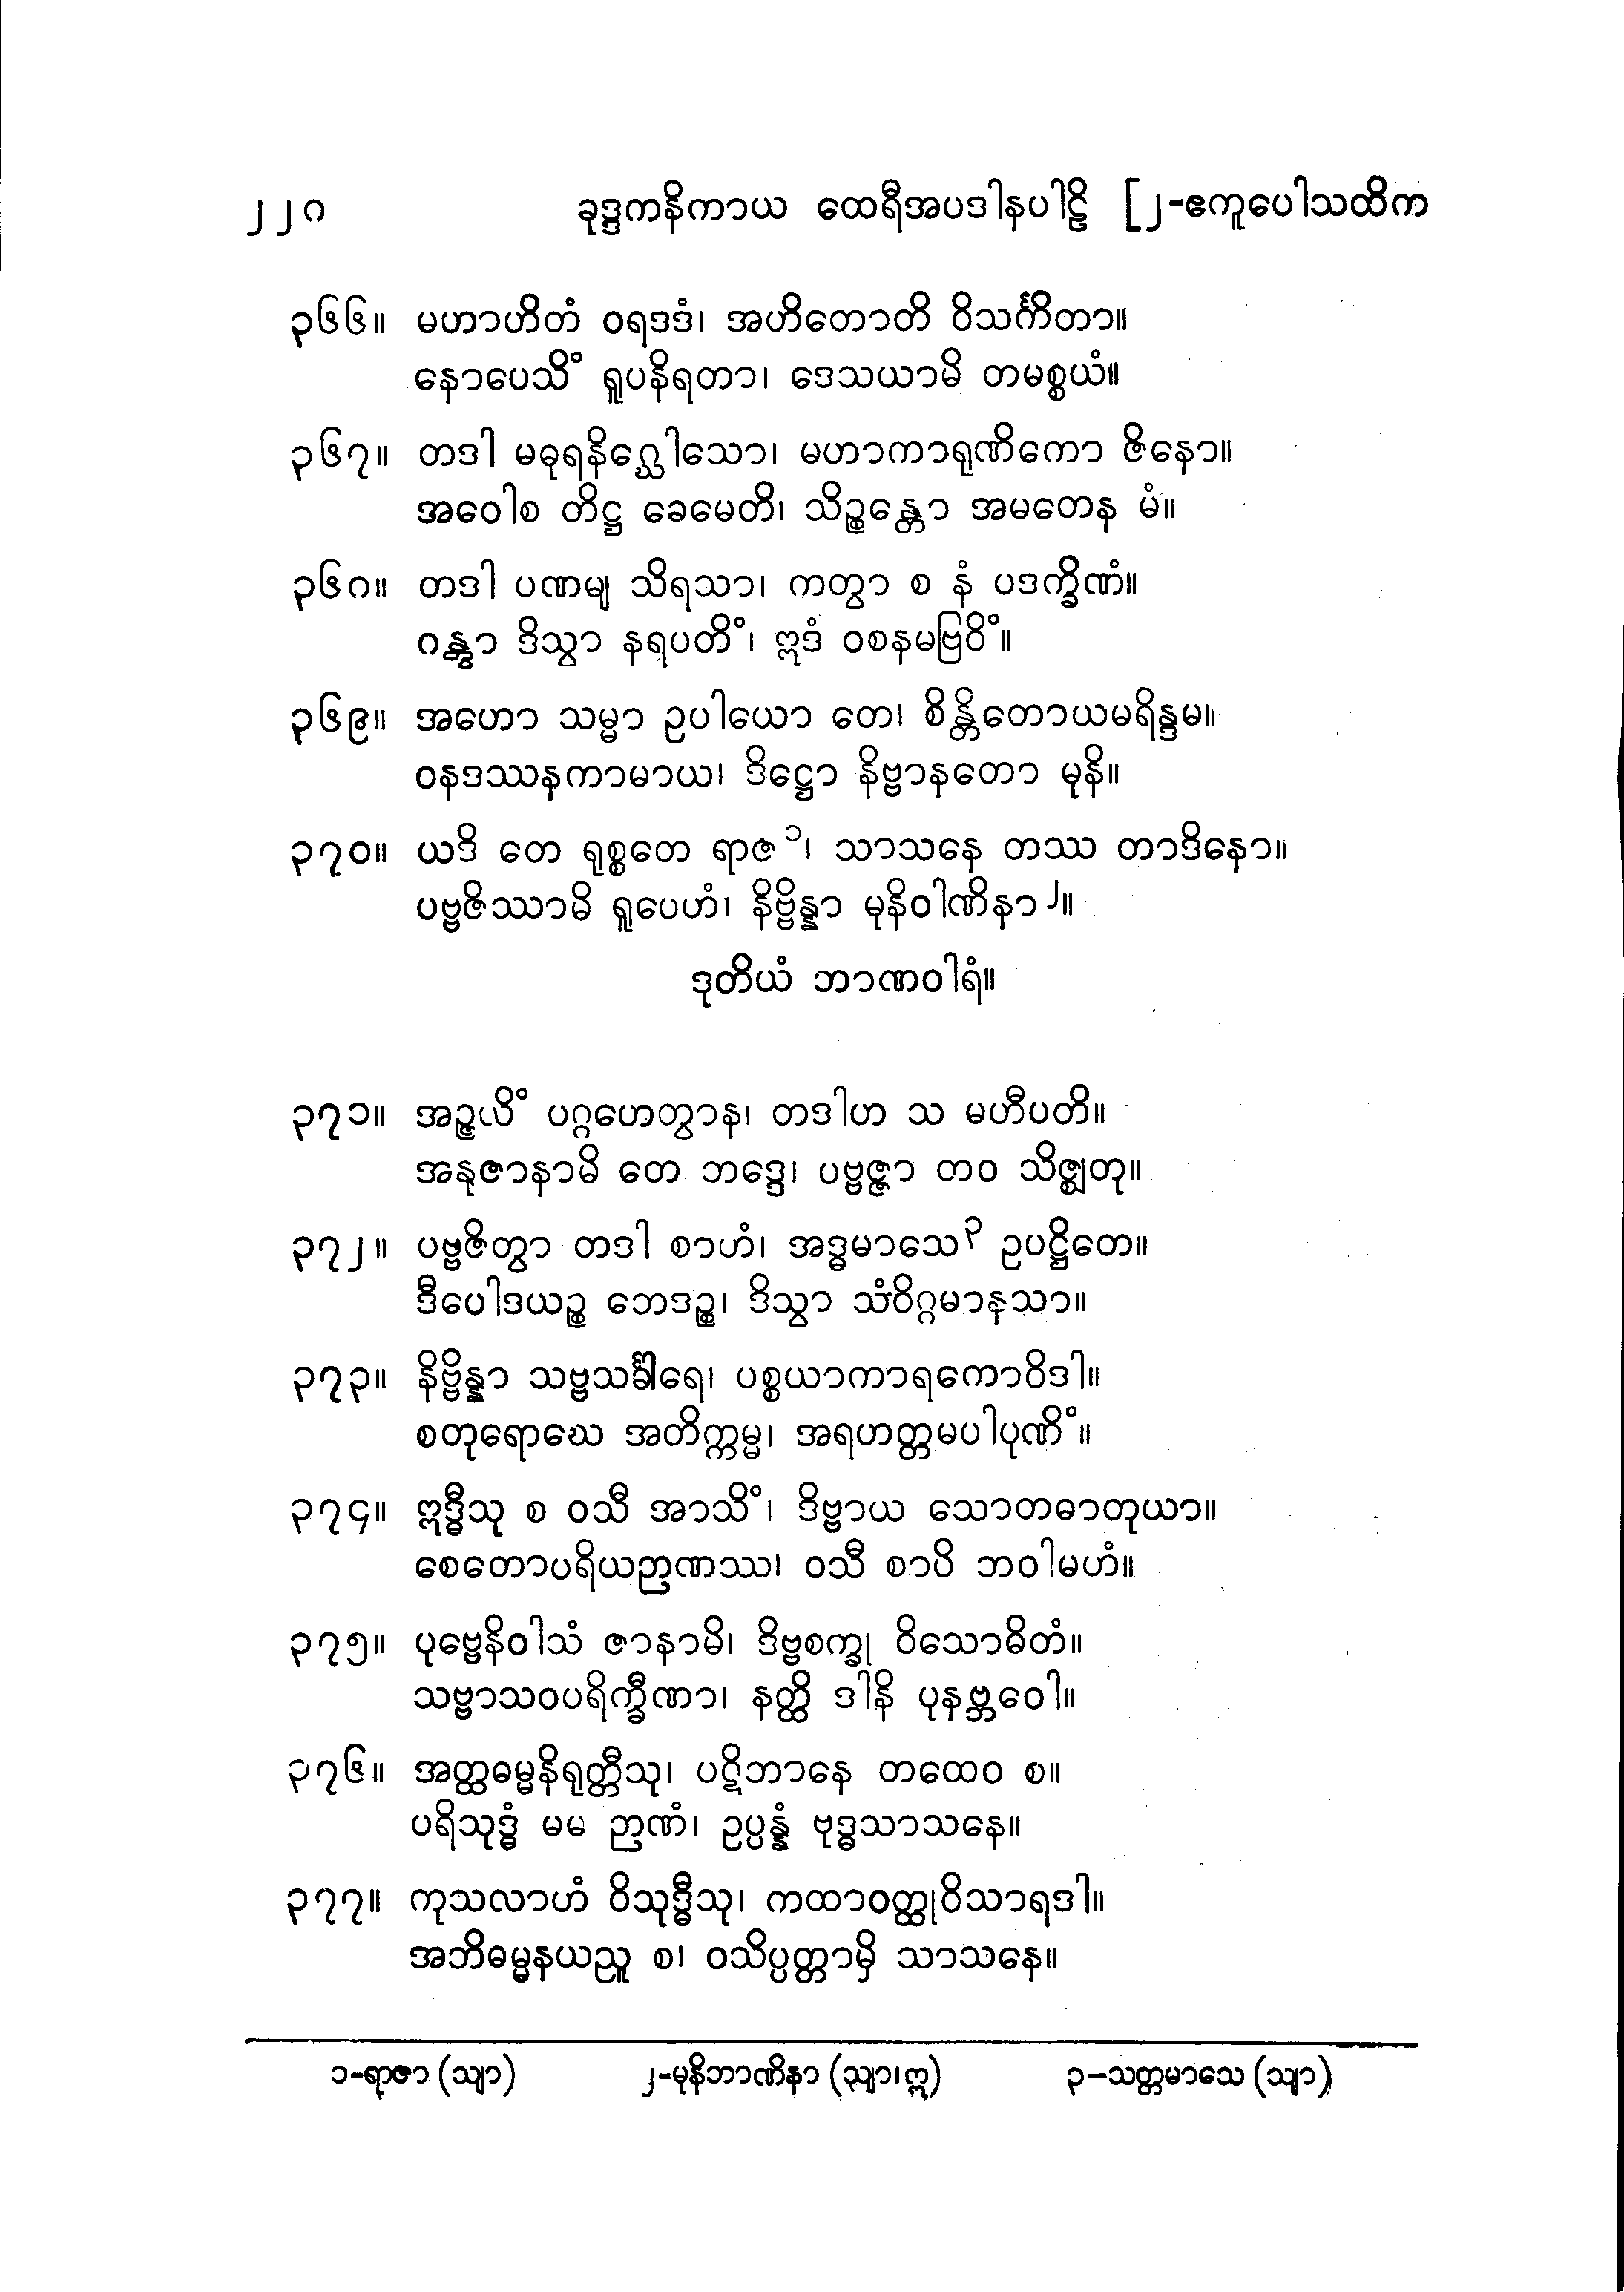 ၂၂၈ ခုဒ္ဒကနိကာယ ထေရီအပဒါနပါဠိ [၂-ဧကူပေါသထိက
၃၆၆။ မဟာဟိတံ ဝရဒဒံ၊ အဟိတောတိ ဝိသင်္ကိတာ။
နောပေသိံ ရူပနိရတာ၊ ဒေသယာမိ တမစ္စယံ။
၃၆၇။ တဒါ မဓုရနိဂ္ဃေါသော၊ မဟာကာရုဏိကော ဇိနော။
အဝေါစ တိဋ္ဌ ခေမေတိ၊ သိဉ္စန္တော အမတေန မံ။
၃၆၈။ တဒါ ပဏမျ သိရသာ၊ ကတွာ စ နံ ပဒက္ခိဏံ။
ဂန္တွာ ဒိသွာ နရပတိံ၊ ဣဒံ ဝစနမဗြဝိံ။
၃၆၉။ အဟော သမ္မာ ဥပါယော တေ၊ စိန္တိတောယမရိန္ဒမ။
ဝနဒဿနကာမာယ၊ ဒိဋ္ဌော နိဗ္ဗာနတော မုနိ။
၃၇၀။ ယဒိ တေ ရုစ္စတေ ရာဇ၁၊ သာသနေ တဿ တာဒိနော။
ပဗ္ဗဇိဿာမိ ရူပေဟံ၊ နိဗ္ဗိန္နာ မုနိဝါဏိနာ၂။
ဒုတိယံ ဘာဏဝါရံ။
၃၇၁။ အဉ္ဇလိံ ပဂ္ဂဟေတွာန၊ တဒါဟ သ မဟီပတိ။
အနုဇာနာမိ တေ ဘဒ္ဒေ၊ ပဗ္ဗဇ္ဇာ တဝ သိဇ္ဈတု။
၃၇၂။ ပဗ္ဗဇိတွာ တဒါ စာဟံ၊ အဒ္ဓမာသေ၃ ဥပဋ္ဌိတေ။
ဒီပေါဒယဉ္စ ဘေဒဉ္စ၊ ဒိသွာ သံဝိဂ္ဂမာနသာ။
၃၇၃။ နိဗ္ဗိန္နာ သဗ္ဗသင်္ခါရေ၊ ပစ္စယာကာရကောဝိဒါ။
စတုရောဃေ အတိက္ကမ္မ၊ အရဟတ္တမပါပုဏိံ။
၃၇၄။ ဣဒ္ဓီသု စ ဝသီ အာသိံ၊ ဒိဗ္ဗာယ သောတဓာတုယာ။
စေတောပရိယဉာဏဿ၊ ဝသီ စာပိ ဘဝါမဟံ။
၃၇၅။ ပုဗ္ဗေနိဝါသံ ဇာနာမိ၊ ဒိဗ္ဗစက္ခု ဝိသောဓိတံ။
သဗ္ဗာသဝပရိက္ခီဏာ၊ နတ္ထိ ဒါနိ ပုနဗ္ဘဝေါ။
၃၇၆။ အတ္ထဓမ္မနိရုတ္တီသု၊ ပဋိဘာနေ တထေဝ စ။
ပရိသုဒ္ဓံ မမ ဉာဏံ၊ ဥပ္ပန္နံ ဗုဒ္ဓသာသနေ။
၃၇၇။ ကုသလာဟံ ဝိသုဒ္ဓီသု၊ ကထာဝတ္ထုဝိသာရဒါ။
အဘိဓမ္မနယညူ စ၊ ဝသိပ္ပတ္တာမှိ သာသနေ။
၁-ရာဇာ (သျာ) ၂-မုနိဘာဏိနာ (သျာ၊ဣ) ၃-သတ္တမာသေ (သျာ)